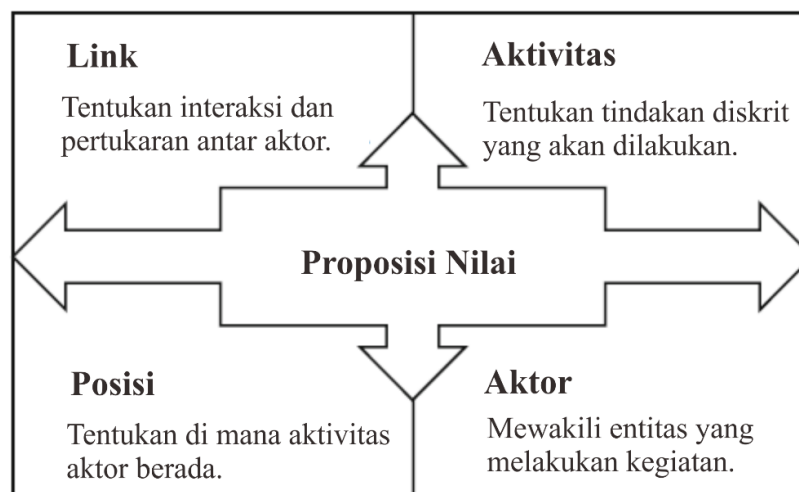 Link
Tentukan interaksi dan
pertukaran antar aktor.
Aktivitas
Tentukan tindakan diskrit
yang akan dilakukan.
Proposisi Nilai
Posisi
Tentukan di mana aktivitas
aktor berada.
Aktor
Mewakili entitas yang
melakukan kegiatan.